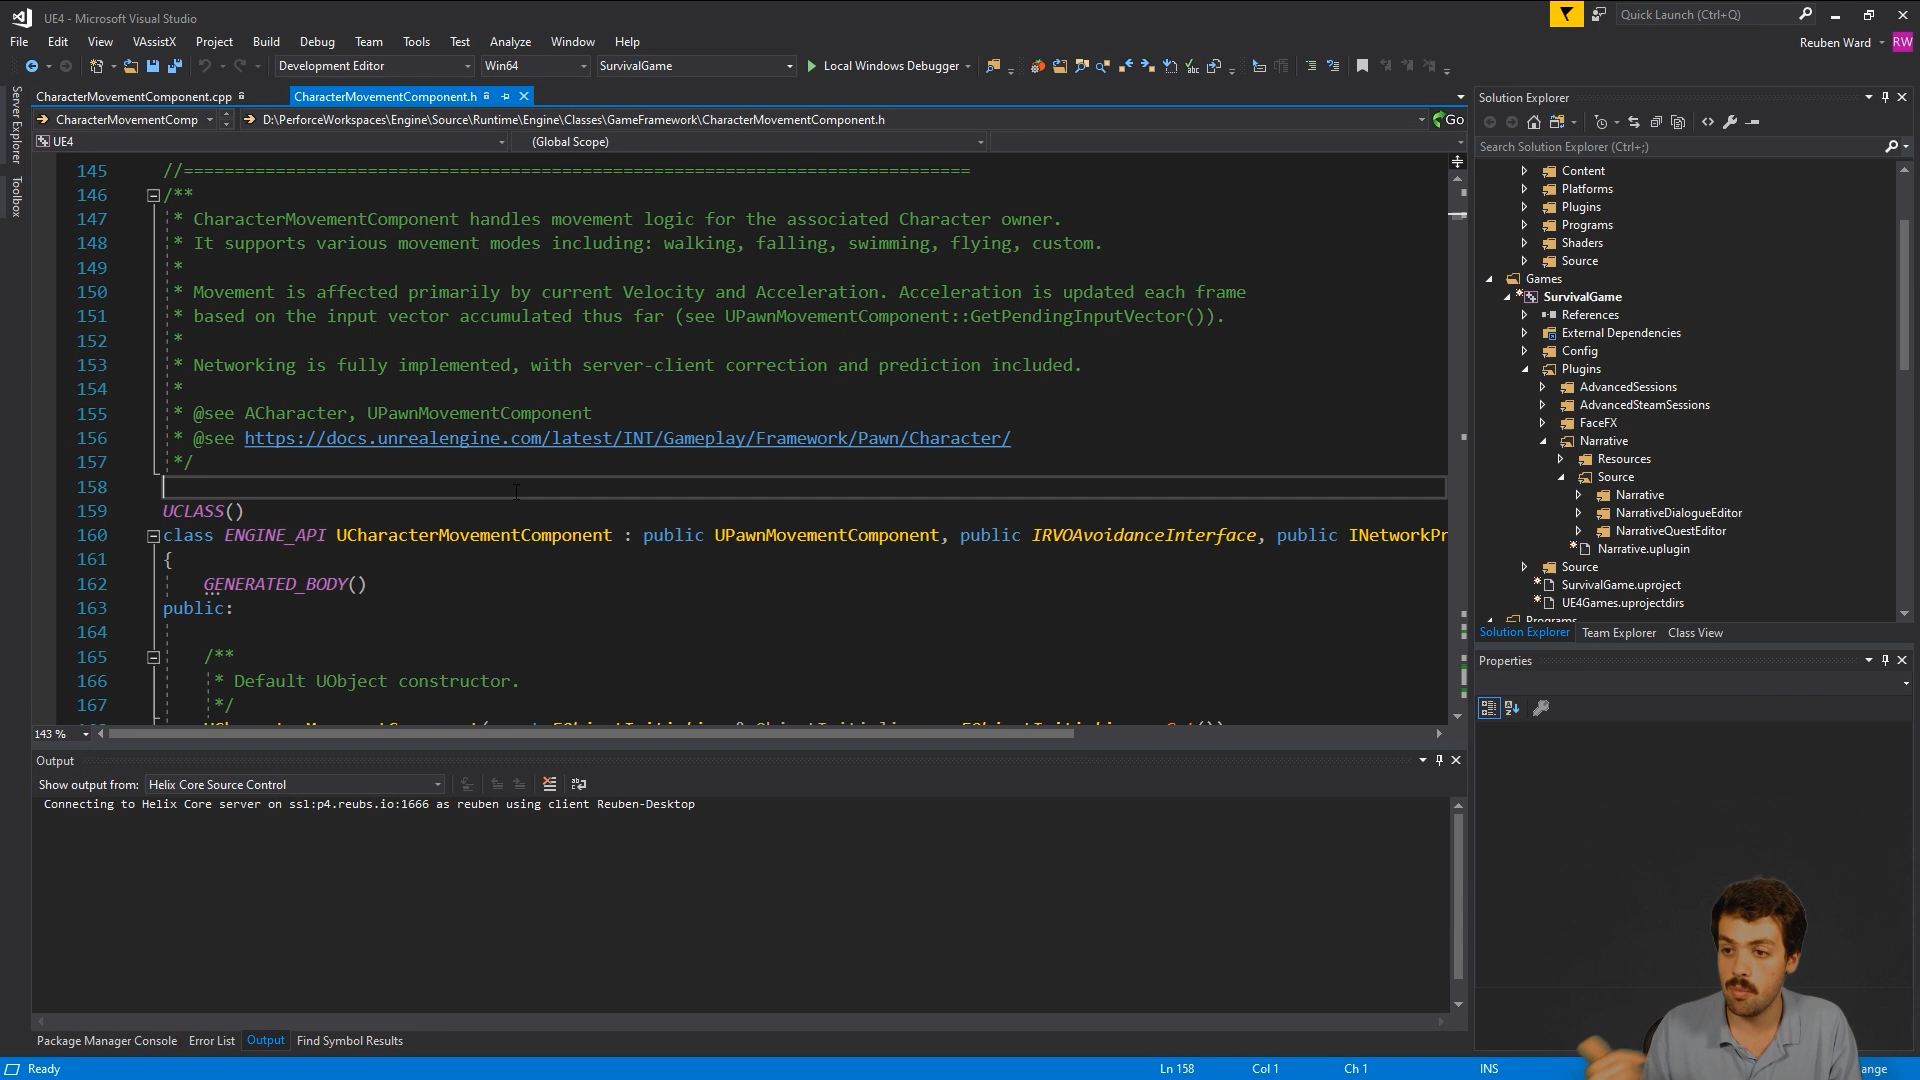 UE4 - Microsoft Visual Studio
Quick Launch (Ctrl+Q)
File Edit View VAssistX Project Build Debug Team Tools Test Analyze Window Help
Reuben Ward RW
Development Editor Win64 SurvivalGame Local Windows Debugger
Server Explorer
Toolbox
CharacterMovementComponent.cpp CharacterMovementComponent.h
CharacterMovementComp D:\PerforceWorkspaces\Engine\Source\Runtime\Engine\Classes\GameFramework\CharacterMovementComponent.h Go
UE4 (Global Scope)
145 //=============================================================================
146 /**
147 * CharacterMovementComponent handles movement logic for the associated Character owner.
148 * It supports various movement modes including: walking, falling, swimming, flying, custom.
149 *
150 * Movement is affected primarily by current Velocity and Acceleration. Acceleration is updated each frame
151 * based on the input vector accumulated thus far (see UPawnMovementComponent::GetPendingInputVector()).
152 *
153 * Networking is fully implemented, with server-client correction and prediction included.
154 *
155 * @see ACharacter, UPawnMovementComponent
156 * @see https://docs.unrealengine.com/latest/INT/Gameplay/Framework/Pawn/Character/
157 */
158
159 UCLASS()
160 class ENGINE_API UCharacterMovementComponent : public UPawnMovementComponent, public IRVOAvoidanceInterface, public INetworkPr
161 {
162 GENERATED_BODY()
163 public:
164
165 /**
166 * Default UObject constructor.
167 */
143 %
Output
Show output from: Helix Core Source Control
Connecting to Helix Core server on ssl:p4.reubs.io:1666 as reuben using client Reuben-Desktop
Package Manager Console Error List Output Find Symbol Results
Ready Ln 158 Col 1 Ch 1 INS
Solution Explorer
Search Solution Explorer (Ctrl+;)
Content
Platforms
Plugins
Programs
Shaders
Source
Games
SurvivalGame
References
External Dependencies
Config
Plugins
AdvancedSessions
AdvancedSteamSessions
FaceFX
Narrative
Resources
Source
Narrative
NarrativeDialogueEditor
NarrativeQuestEditor
Narrative.uplugin
Source
SurvivalGame.uproject
UE4Games.uprojectdirs
Programs
Solution Explorer Team Explorer Class View
Properties
ange